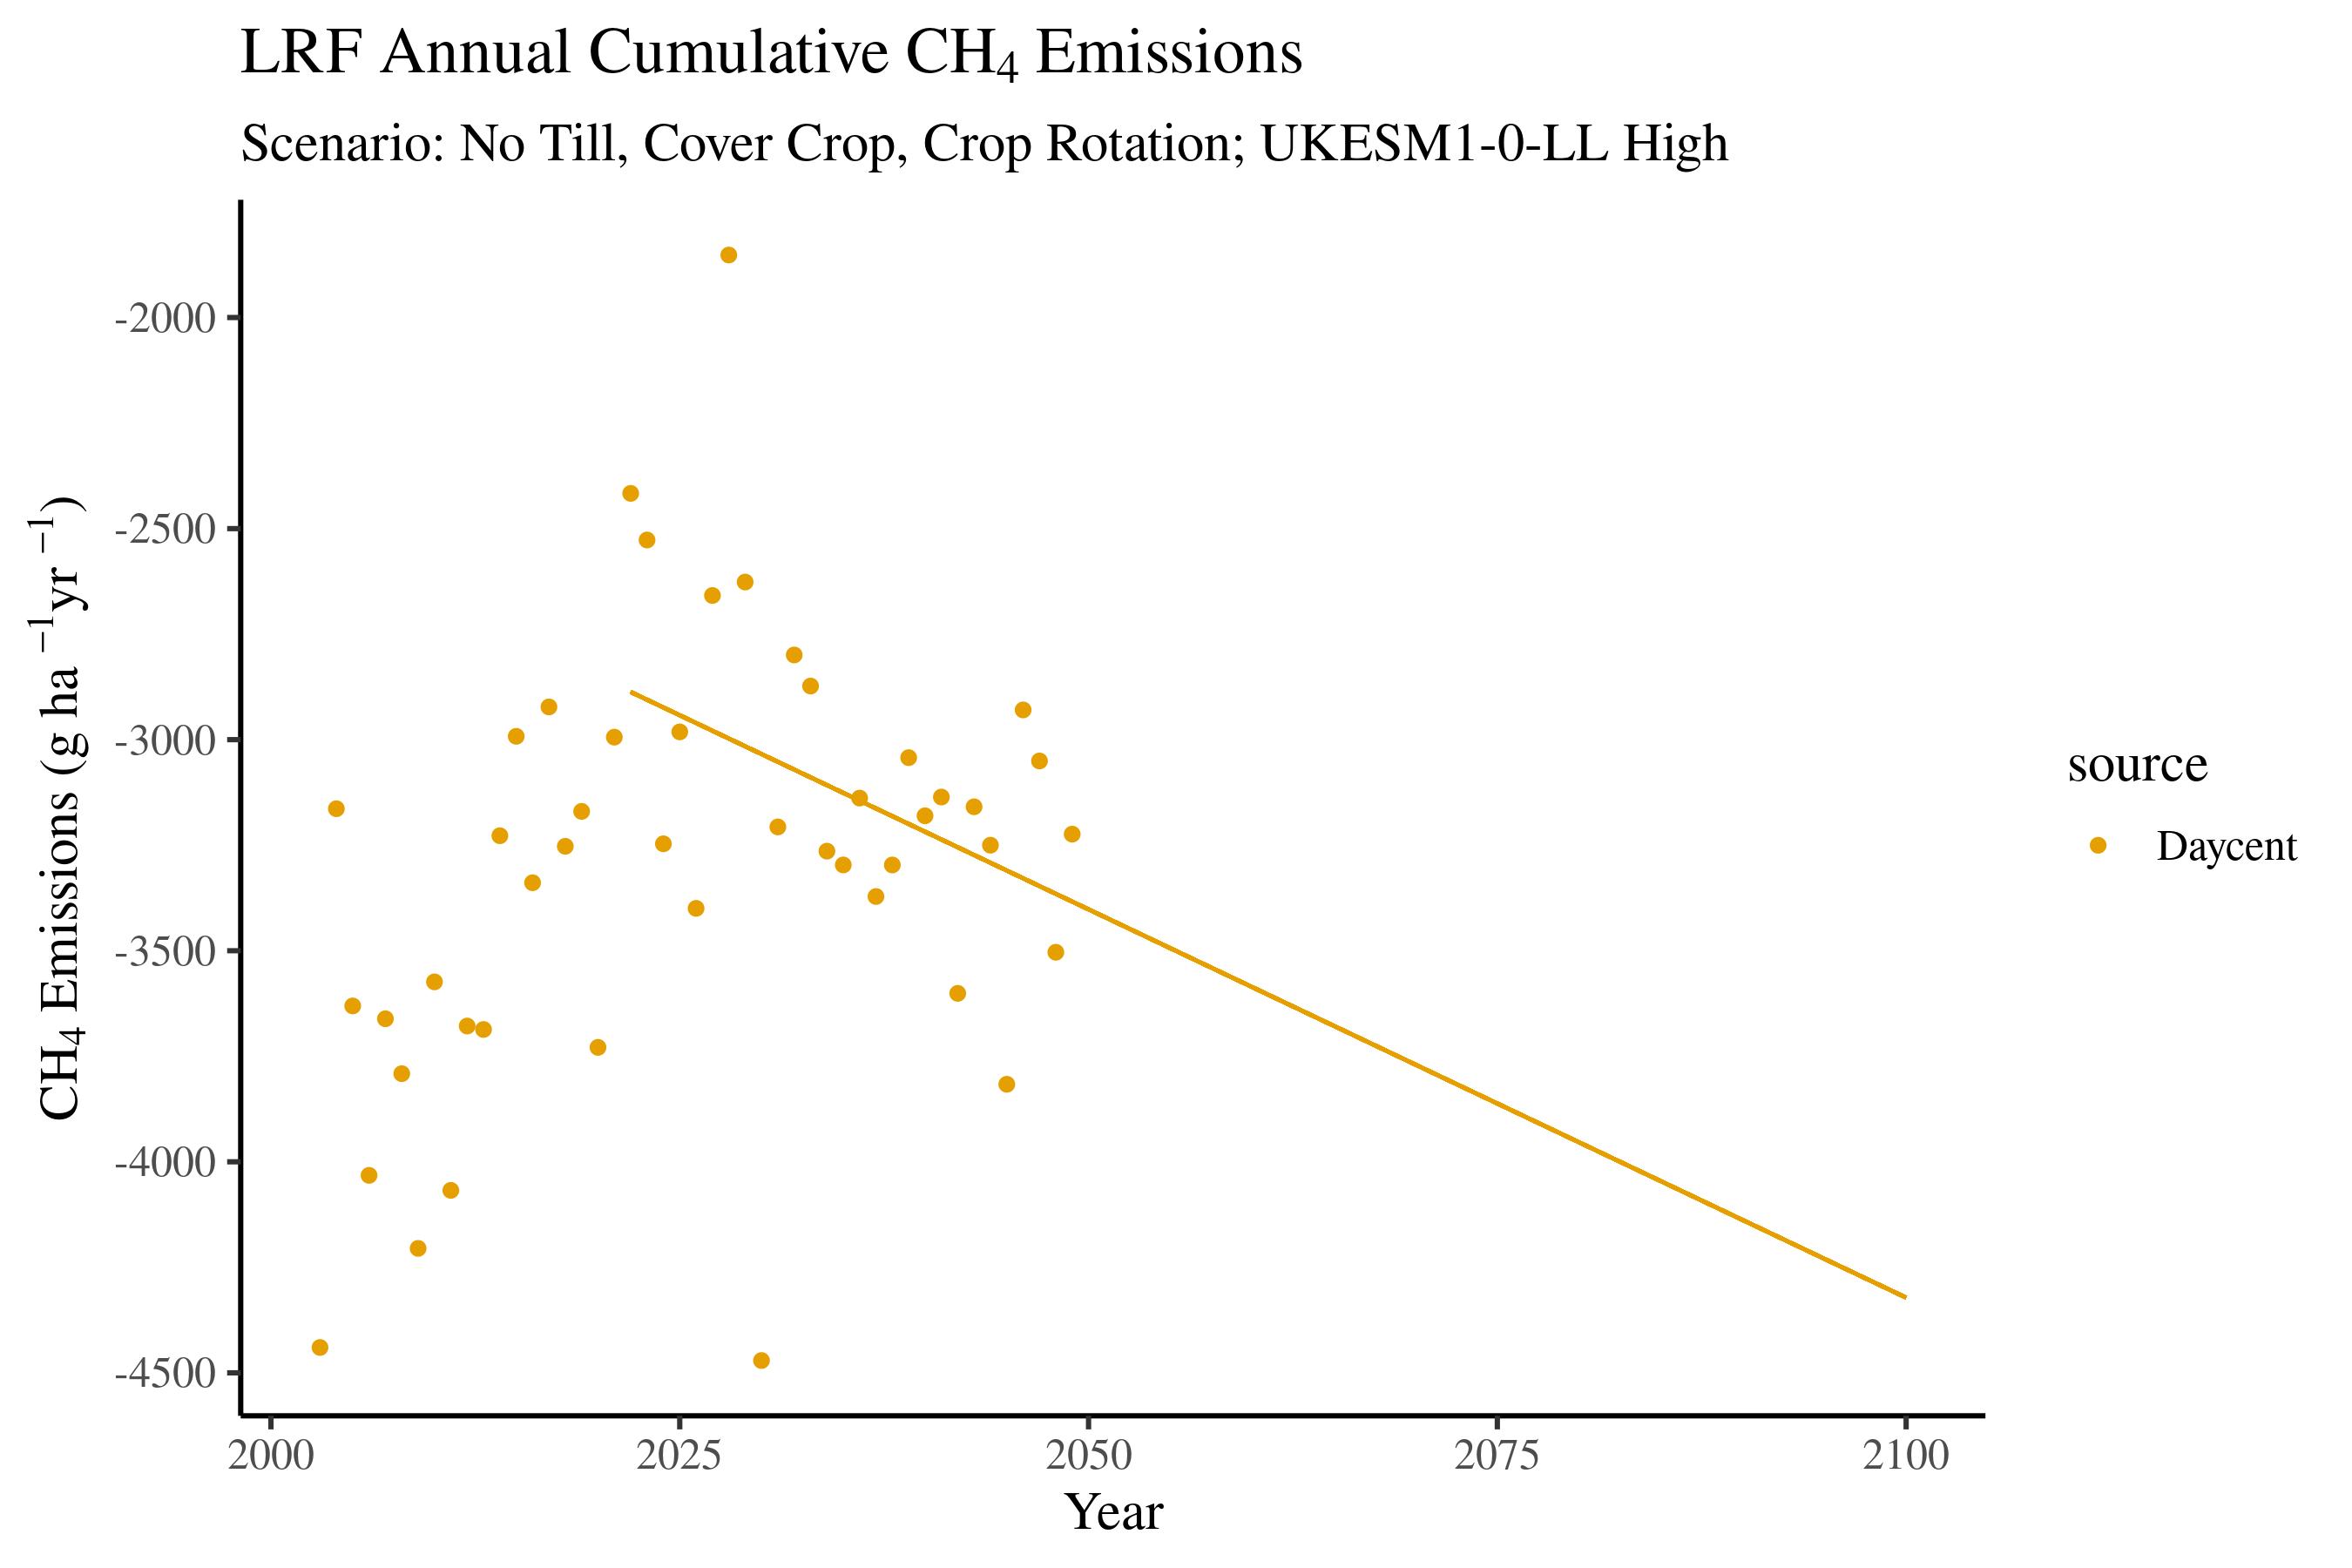 LRF Annual Cumulative CH₄ Emissions
Scenario: No Till, Cover Crop, Crop Rotation; UKESM1-0-LL High
CH₄ Emissions (g ha ⁻¹yr ⁻¹)
-2000
-2500
-3000
-3500
-4000
-4500
2000 2025 2050 2075 2100
Year
source
Daycent